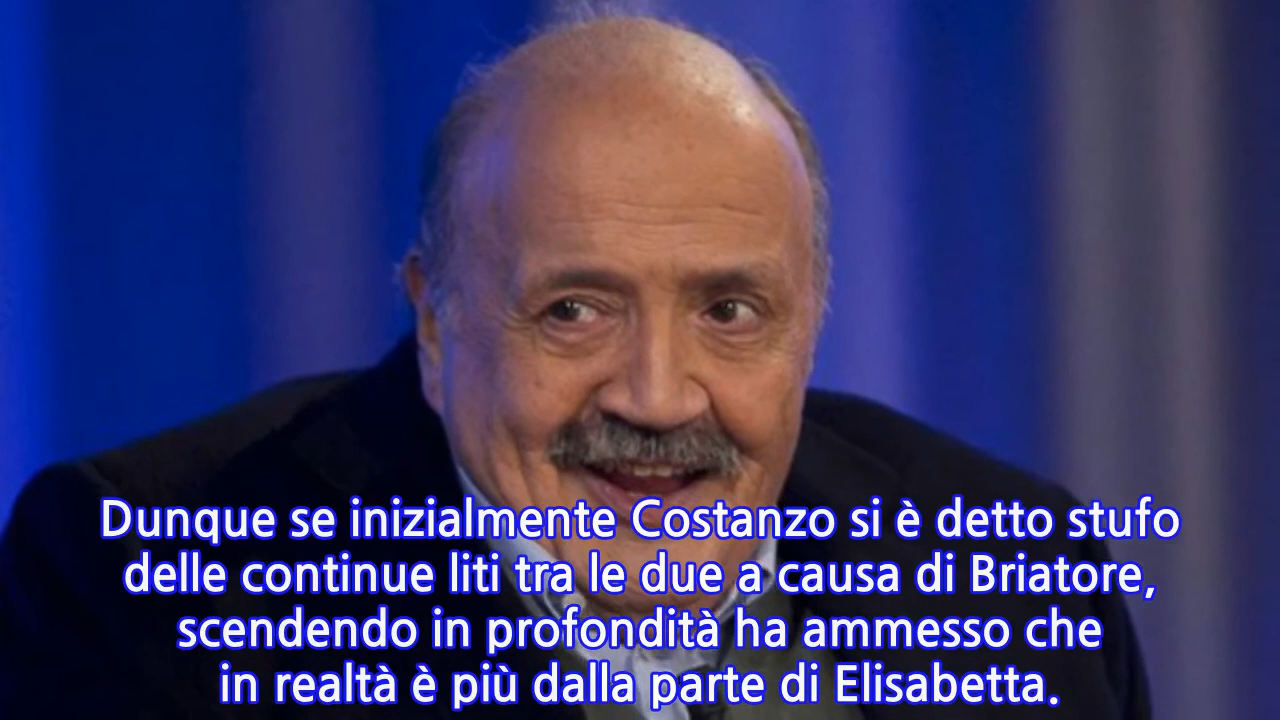 Dunque se inizialmente Costanzo si è detto stufo
delle continue liti tra le due a causa di Briatore,
scendendo in profondità ha ammesso che
in realtà è più dalla parte di Elisabetta.